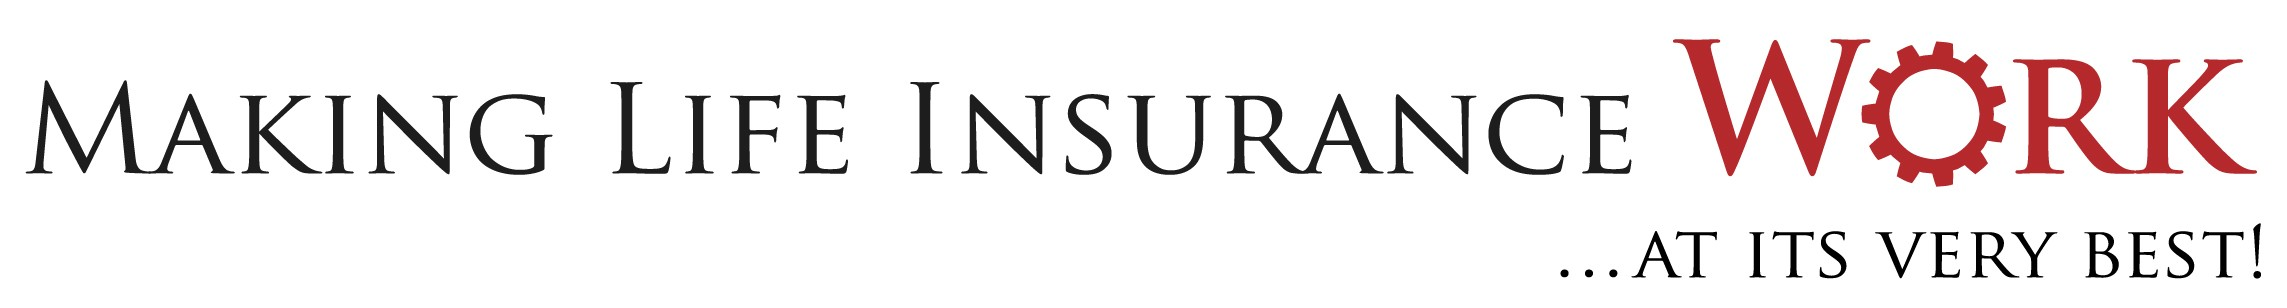 Making Life Insurance Work
...at its very best!